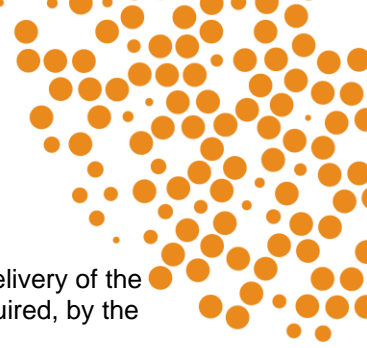 elivery of the
uired, by the